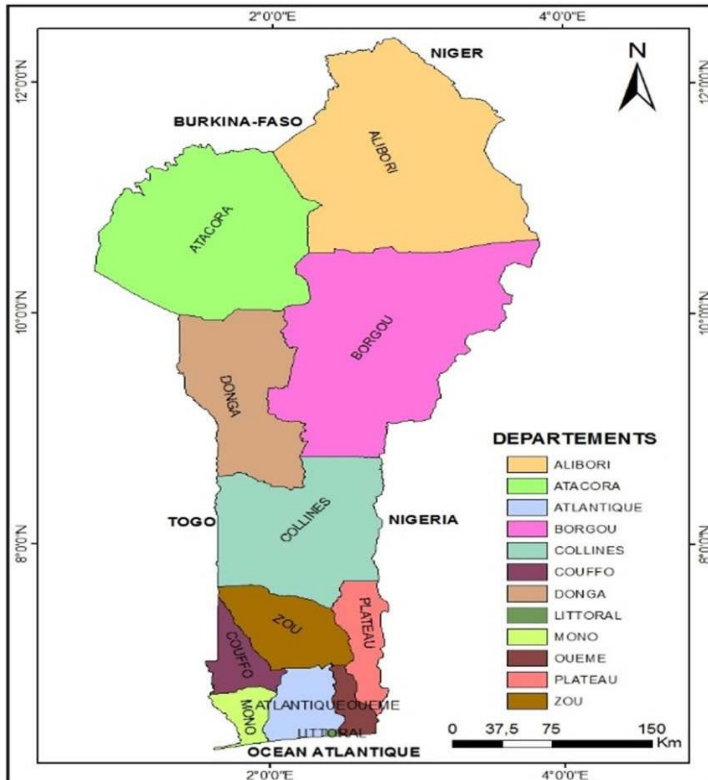 2°0'0"E
4°0'0"E
N
NIGER
12°0'0"N
12°0'0"N
BURKINA-FASO
ALIBORI
ATACORA
10°0'0"N
10°0'0"N
BORGOU
DONGA
DEPARTEMENTS
ALIBORI
ATACORA
ATLANTIQUE
BORGOU
COLLINES
COUFFO
DONGA
LITTORAL
MONO
OUEME
PLATEAU
ZOU
TOGO
COLLINES
NIGERIA
8°0'0"N
8°0'0"N
PLATEAU
ZOU
COUFFO
MONO
ATLANTIQUE
OUEME
LITTORAL
OCEAN ATLANTIQUE
0 37,5 75 150
Km
2°0'0"E
4°0'0"E